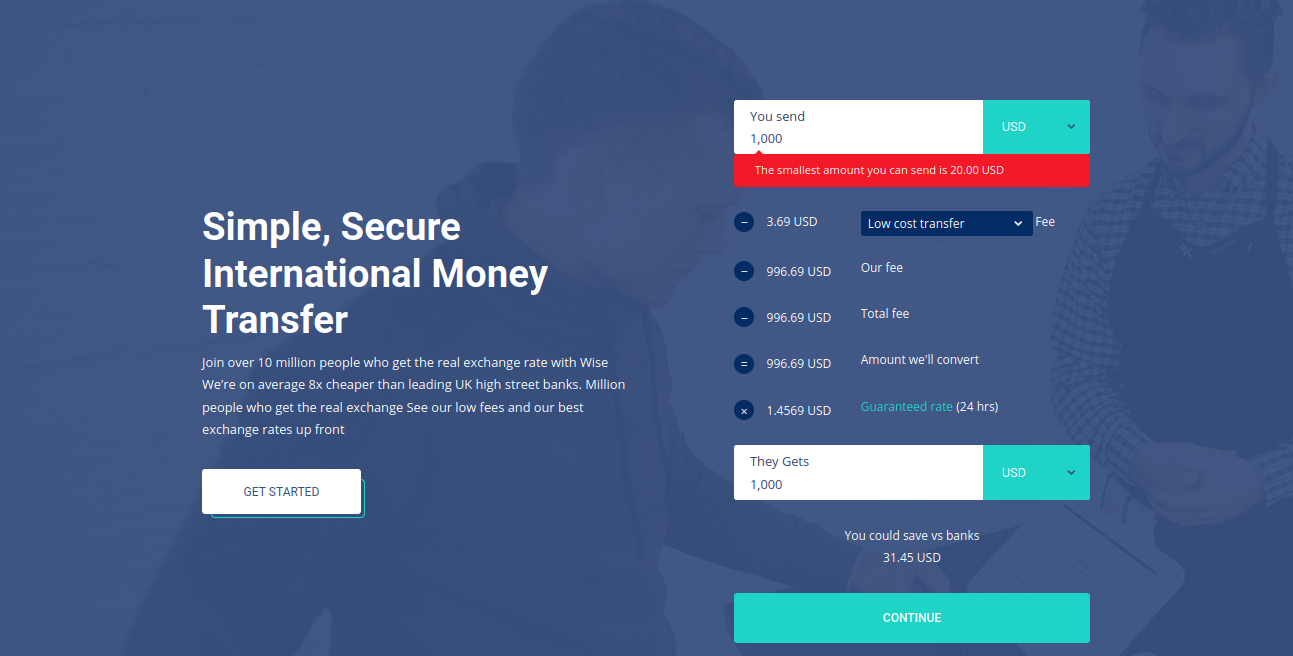 Simple, Secure
International Money
Transfer
Join over 10 million people who get the real exchange rate with Wise
We're on average 8x cheaper than leading UK high street banks. Million
people who get the real exchange See our low fees and our best
exchange rates up front
GET STARTED
You send
1,000
USD
The smallest amount you can send is 20.00 USD
– 3.69 USD Low cost transfer Fee
– 996.69 USD Our fee
– 996.69 USD Total fee
= 996.69 USD Amount we'll convert
× 1.4569 USD Guaranteed rate (24 hrs)
They Gets
1,000
USD
You could save vs banks
31.45 USD
CONTINUE